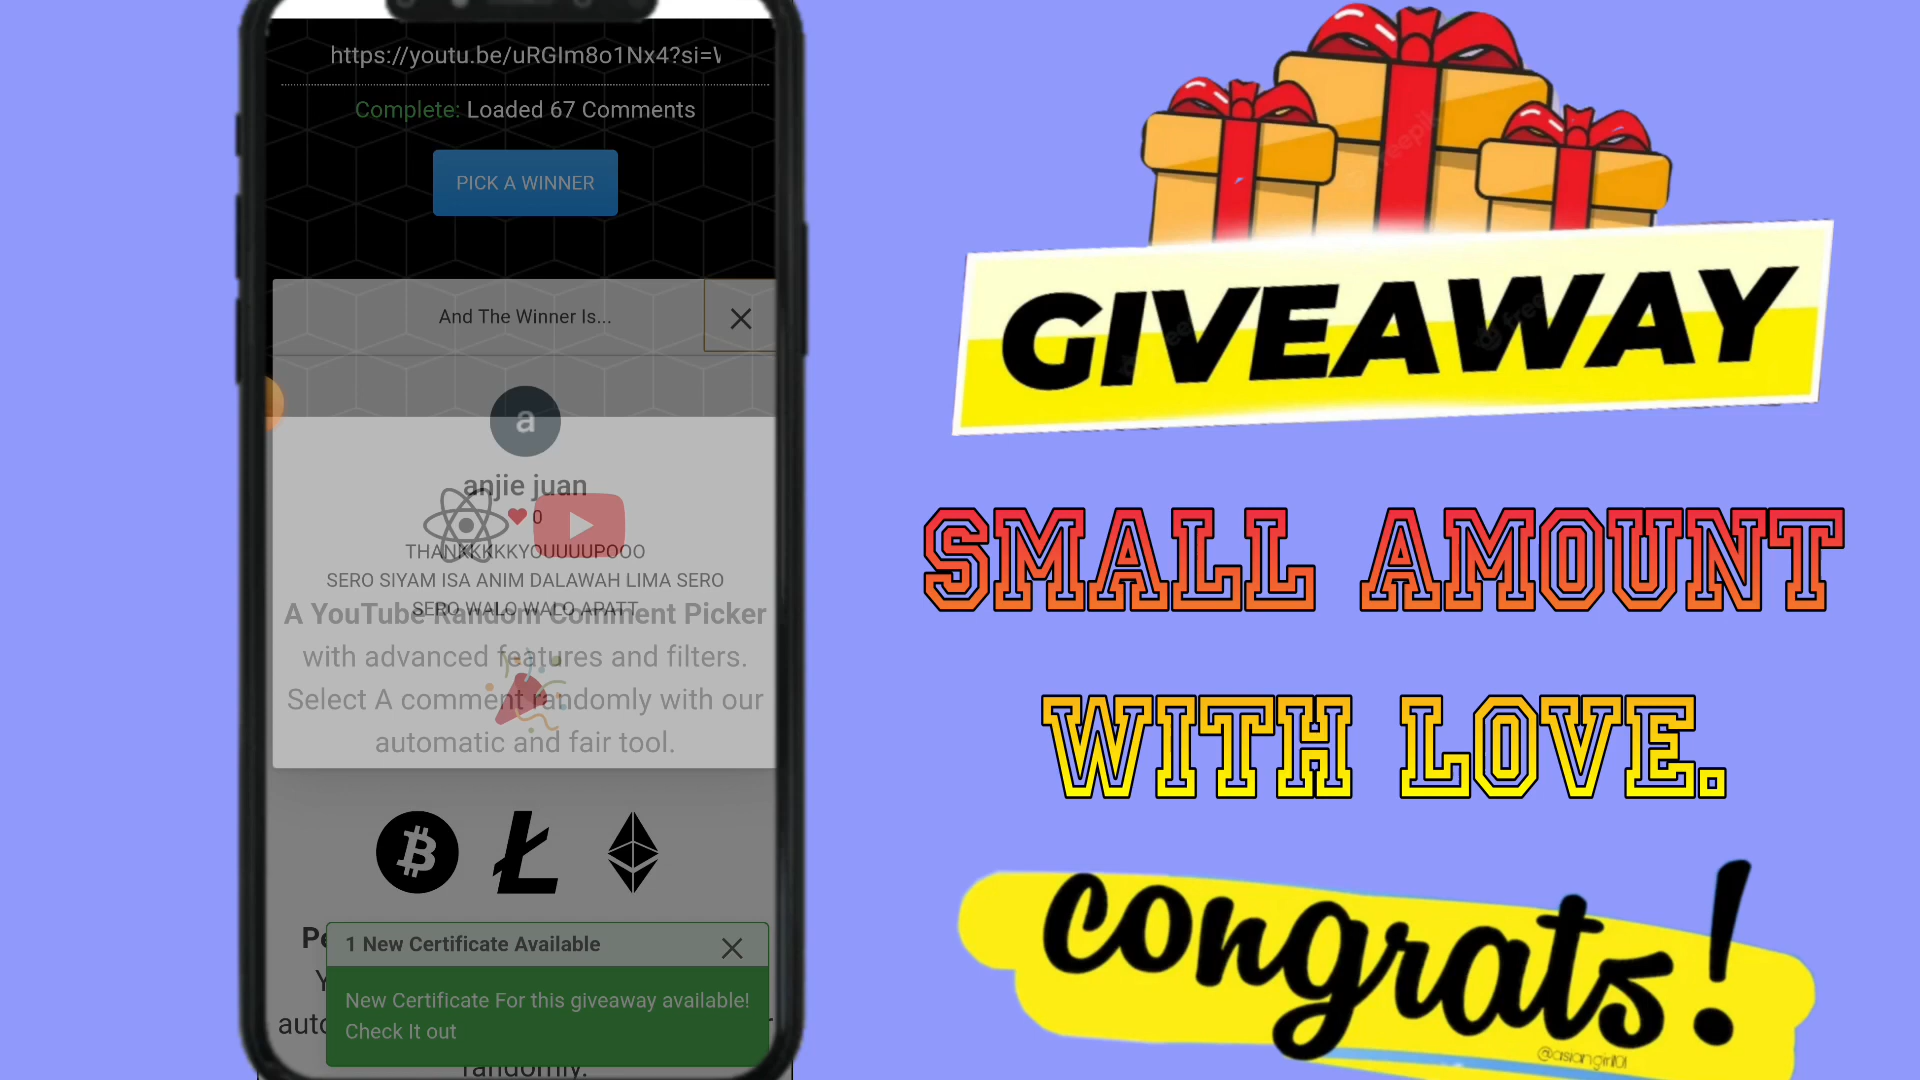 https://youtu.be/uRGIm8o1Nx4?si=
Complete: Loaded 67 Comments
PICK A WINNER
And The Winner Is...
a
anjie juan
0
THANKKKKKYOUUUUPOOO
SERO SIYAM ISA ANIM DALAWAH LIMA SERO
SERO WALO WALO APATT
A YouTube Random Comment Picker
with advanced features and filters.
Select A comment randomly with our
automatic and fair tool.
1 New Certificate Available
New Certificate For this giveaway available!
Check It out
randomly.
GIVEAWAY
SMALL AMOUNT
WITH LOVE.
congrats!
@asiangirl101